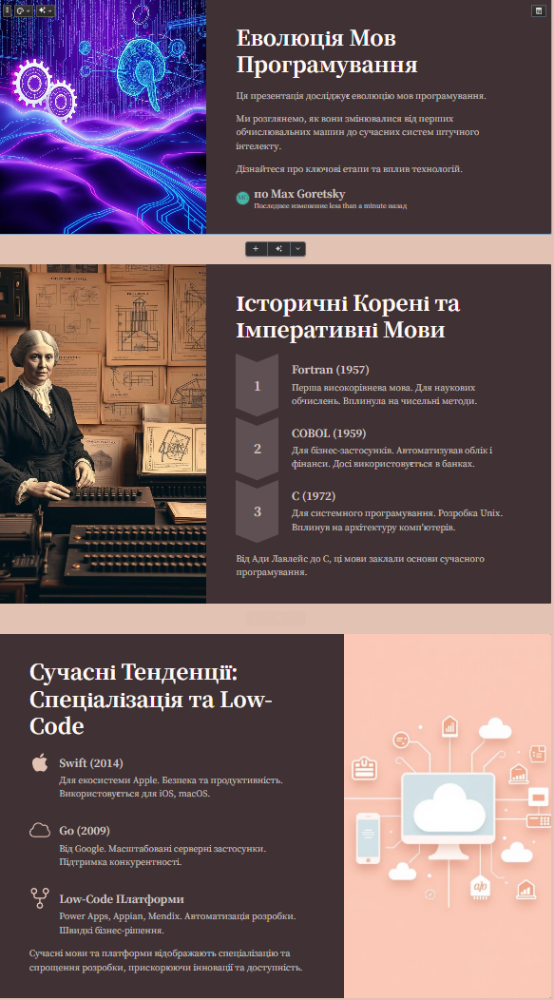 Еволюція Мов
Програмування
Ця презентація досліджує еволюцію мов програмування.
Ми розглянемо, як вони змінювалися від перших
обчислювальних машин до сучасних систем штучного
інтелекту.
Дізнайтеся про ключові етапи та вплив технологій.
MG
по Max Goretsky
Последнее изменение less than a minute назад
Історичні Корені та
Імперативні Мови
1
Fortran (1957)
Перша високорівнева мова. Для наукових
обчислень. Вплинула на чисельні методи.
2
COBOL (1959)
Для бізнес-застосунків. Автоматизував облік і
фінанси. Досі використовується в банках.
3
C (1972)
Для системного програмування. Розробка Unix.
Вплинув на архітектуру комп'ютерів.
Від Ади Лавлейс до C, ці мови заклали основи сучасного
програмування.
Сучасні Тенденції:
Спеціалізація та Low-
Code
Swift (2014)
Для екосистеми Apple. Безпека та продуктивність.
Використовується для iOS, macOS.
Go (2009)
Від Google. Масштабовані серверні застосунки.
Підтримка конкурентності.
Low-Code Платформи
Power Apps, Appian, Mendix. Автоматизація розробки.
Швидкі бізнес-рішення.
Сучасні мови та платформи відображають спеціалізацію та
спрощення розробки, прискорюючи інновації та доступність.